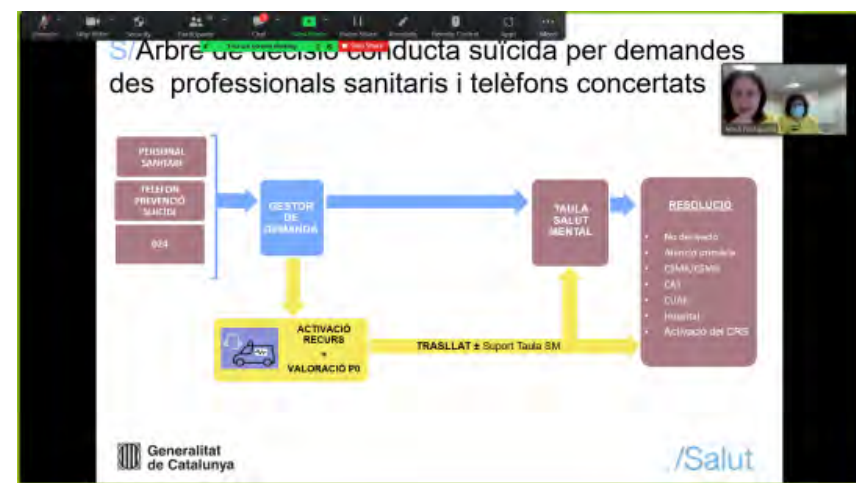 S/Arbre de decisió conducta suïcida per demandes
des professionals sanitaris i telèfons concertats
PERSONAL
SANITARI
TELÈFON
PREVENCIÓ
SUÏCIDI
024
GESTOR
DE
DEMANDA
TAULA
SALUT
MENTAL
RESOLUCIÓ
• No derivació
• Atenció primària
• CSMA/CSMIJ
• CAS
• CUAP
• Hospital
• Activació del CRS
ACTIVACIÓ
RECURS
+
VALORACIÓ P0
TRASLLAT ± Suport Taula SM
Generalitat
de Catalunya
/Salut